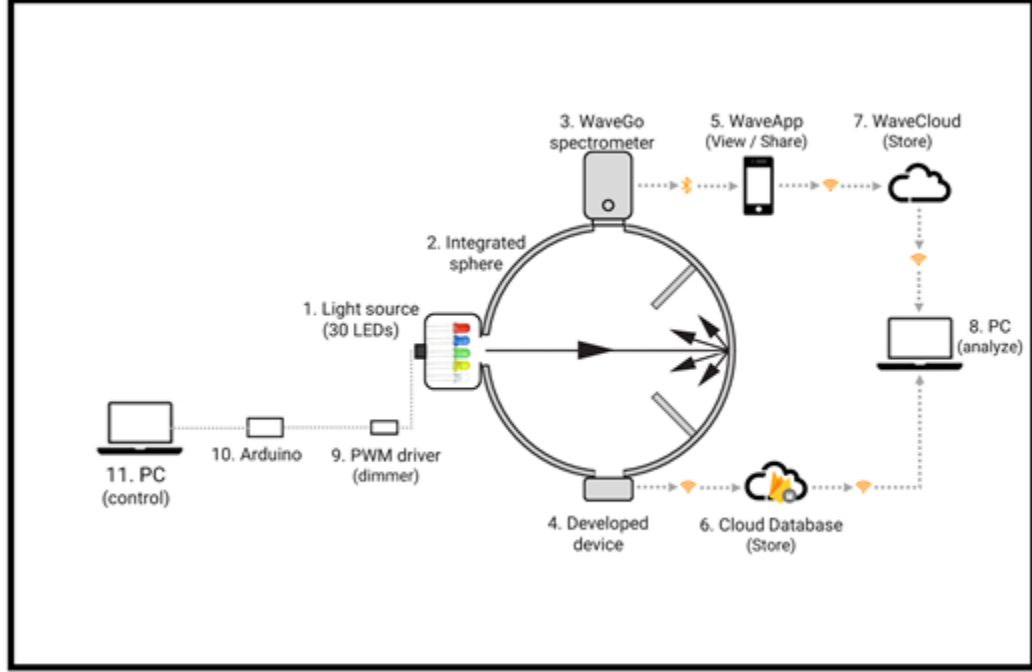 3. WaveGo
spectrometer
5. WaveApp
(View / Share)
7. WaveCloud
(Store)
2. Integrated
sphere
1. Light source
(30 LEDs)
8. PC
(analyze)
11. PC
(control)
10. Arduino
9. PWM driver
(dimmer)
4. Developed
device
6. Cloud Database
(Store)